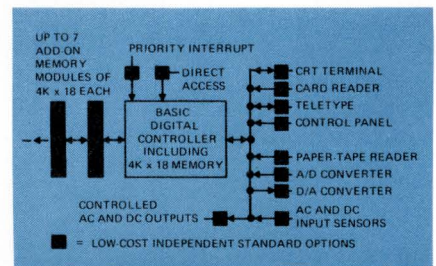 UP TO 7
ADD-ON
MEMORY
MODULES OF
4K x 18 EACH
PRIORITY INTERRUPT
DIRECT
ACCESS
BASIC
DIGITAL
CONTROLLER
INCLUDING
4K x 18 MEMORY
CRT TERMINAL
CARD READER
TELETYPE
CONTROL PANEL
PAPER-TAPE READER
A/D CONVERTER
D/A CONVERTER
AC AND DC
INPUT SENSORS
CONTROLLED
AC AND DC OUTPUTS
= LOW-COST INDEPENDENT STANDARD OPTIONS